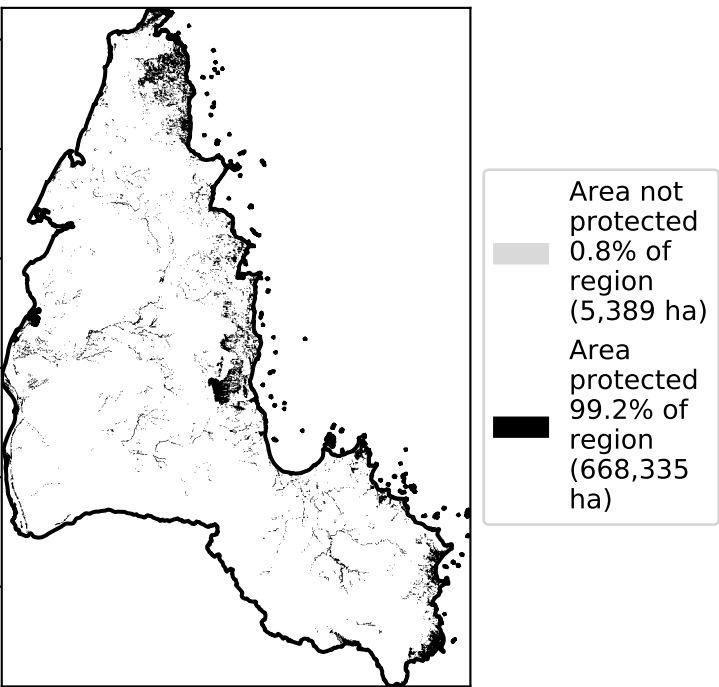 Area not
protected
0.8% of
region
(5,389 ha)
Area
protected
99.2% of
region
(668,335
ha)